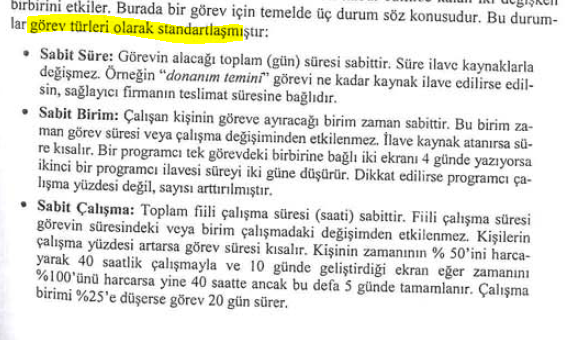 birbirini etkiler. Burada bir görev için temelde üç durum söz konusudur. Bu durum-
lar görev türleri olarak standartlaşmıştır:
• Sabit Süre: Görevin alacağı toplam (gün) süresi sabittir. Süre ilave kaynaklarla
değişmez. Örneğin “donanım temini” görevi ne kadar kaynak ilave edilirse edil-
sin, sağlayıcı firmanın teslimat süresine bağlıdır.
• Sabit Birim: Çalışan kişinin göreve ayıracağı birim zaman sabittir. Bu birim za-
man görev süresi veya çalışma değişiminden etkilenmez. İlave kaynak atanırsa sü-
re kısalır. Bir programcı tek görevdeki birbirine bağlı iki ekranı 4 günde yazıyorsa
ikinci bir programcı ilavesi süreyi iki güne düşürür. Dikkat edilirse programcı ça-
lışma yüzdesi değil, sayısı arttırılmıştır.
• Sabit Çalışma: Toplam fiili çalışma süresi (saati) sabittir. Fiili çalışma süresi
görevin süresindeki veya birim çalışmadaki değişimden etkilenmez. Kişilerin
çalışma yüzdesi artarsa görev süresi kısalır. Kişinin zamanının % 50’ini harca-
yarak 40 saatlik çalışmayla ve 10 günde geliştirdiği ekran eğer zamanını
%100’ünü harcarsa yine 40 saatte ancak bu defa 5 günde tamamlanır. Çalışma
birimi %25’e düşerse görev 20 gün sürer.